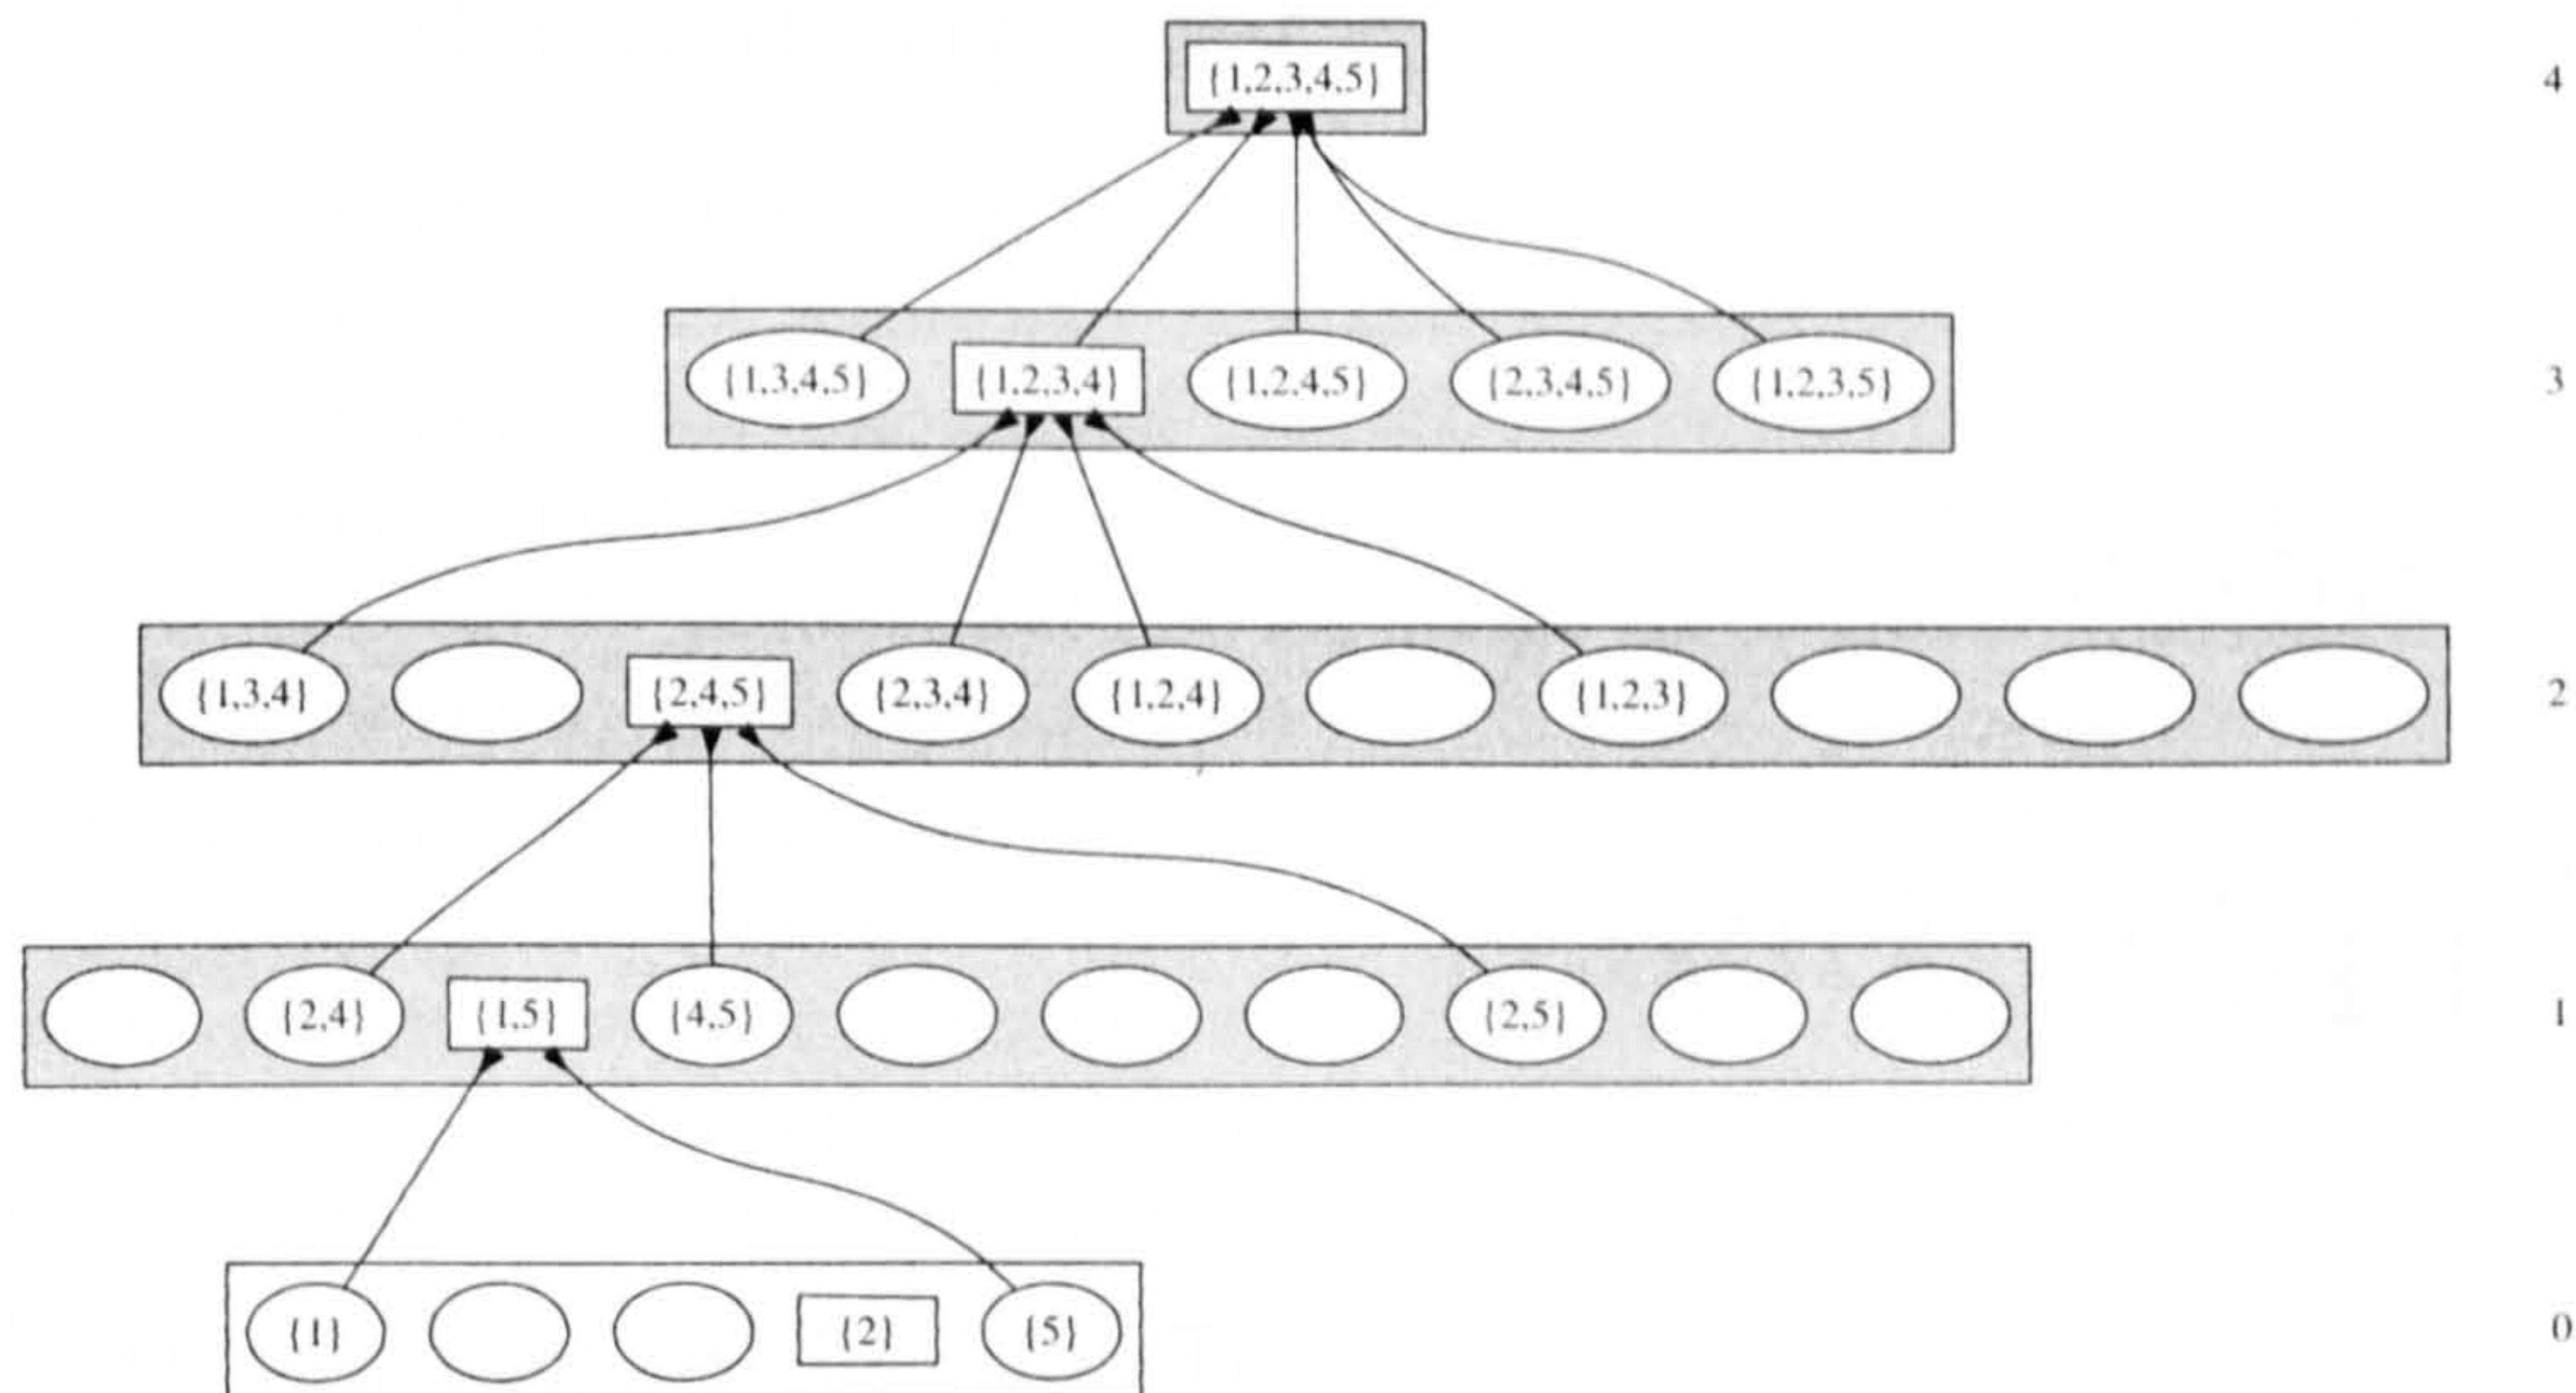 {1,2,3,4,5} 4
{1,3,4,5} {1,2,3,4} {1,2,4,5} {2,3,4,5} {1,2,3,5} 3
{1,3,4} {2,4,5} {2,3,4} {1,2,4} {1,2,3} 2
{2,4} {1,5} {4,5} {2,5} 1
{1} {2} {5} 0